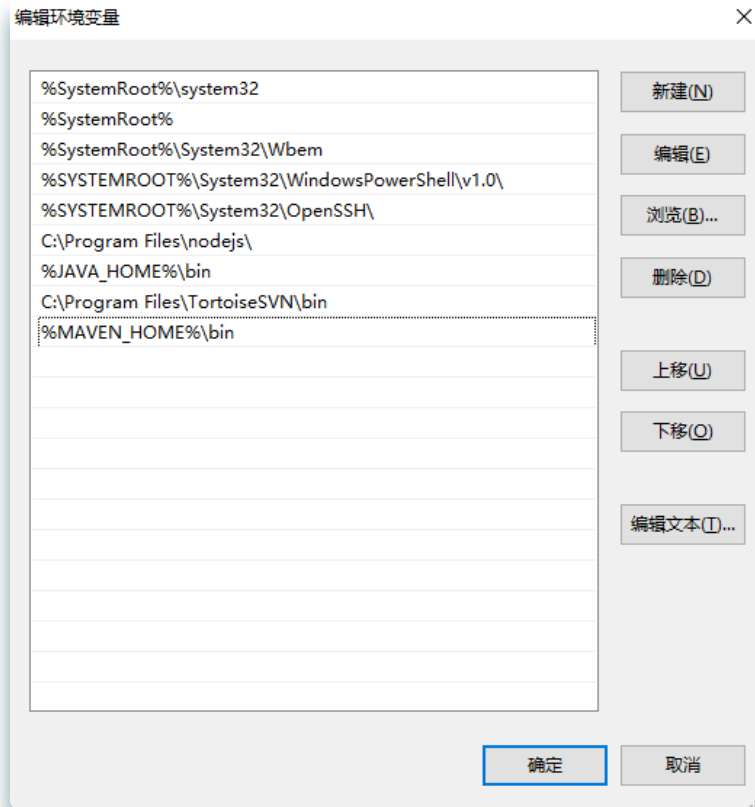 编辑环境变量
%SystemRoot%\system32
%SystemRoot%
%SystemRoot%\System32\Wbem
%SYSTEMROOT%\System32\WindowsPowerShell\v1.0\
%SYSTEMROOT%\System32\OpenSSH\
C:\Program Files\nodejs\
%JAVA_HOME%\bin
C:\Program Files\TortoiseSVN\bin
%MAVEN_HOME%\bin
新建(N)
编辑(E)
浏览(B)...
删除(D)
上移(U)
下移(O)
编辑文本(T)...
确定
取消